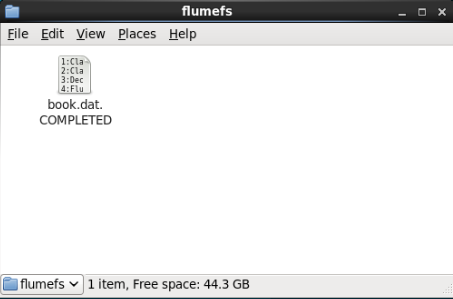 flumefs
File Edit View Places Help
1:Cla
2:Cla
3:Dec
4:Flu
book.dat.
COMPLETED
flumefs 1 item, Free space: 44.3 GB